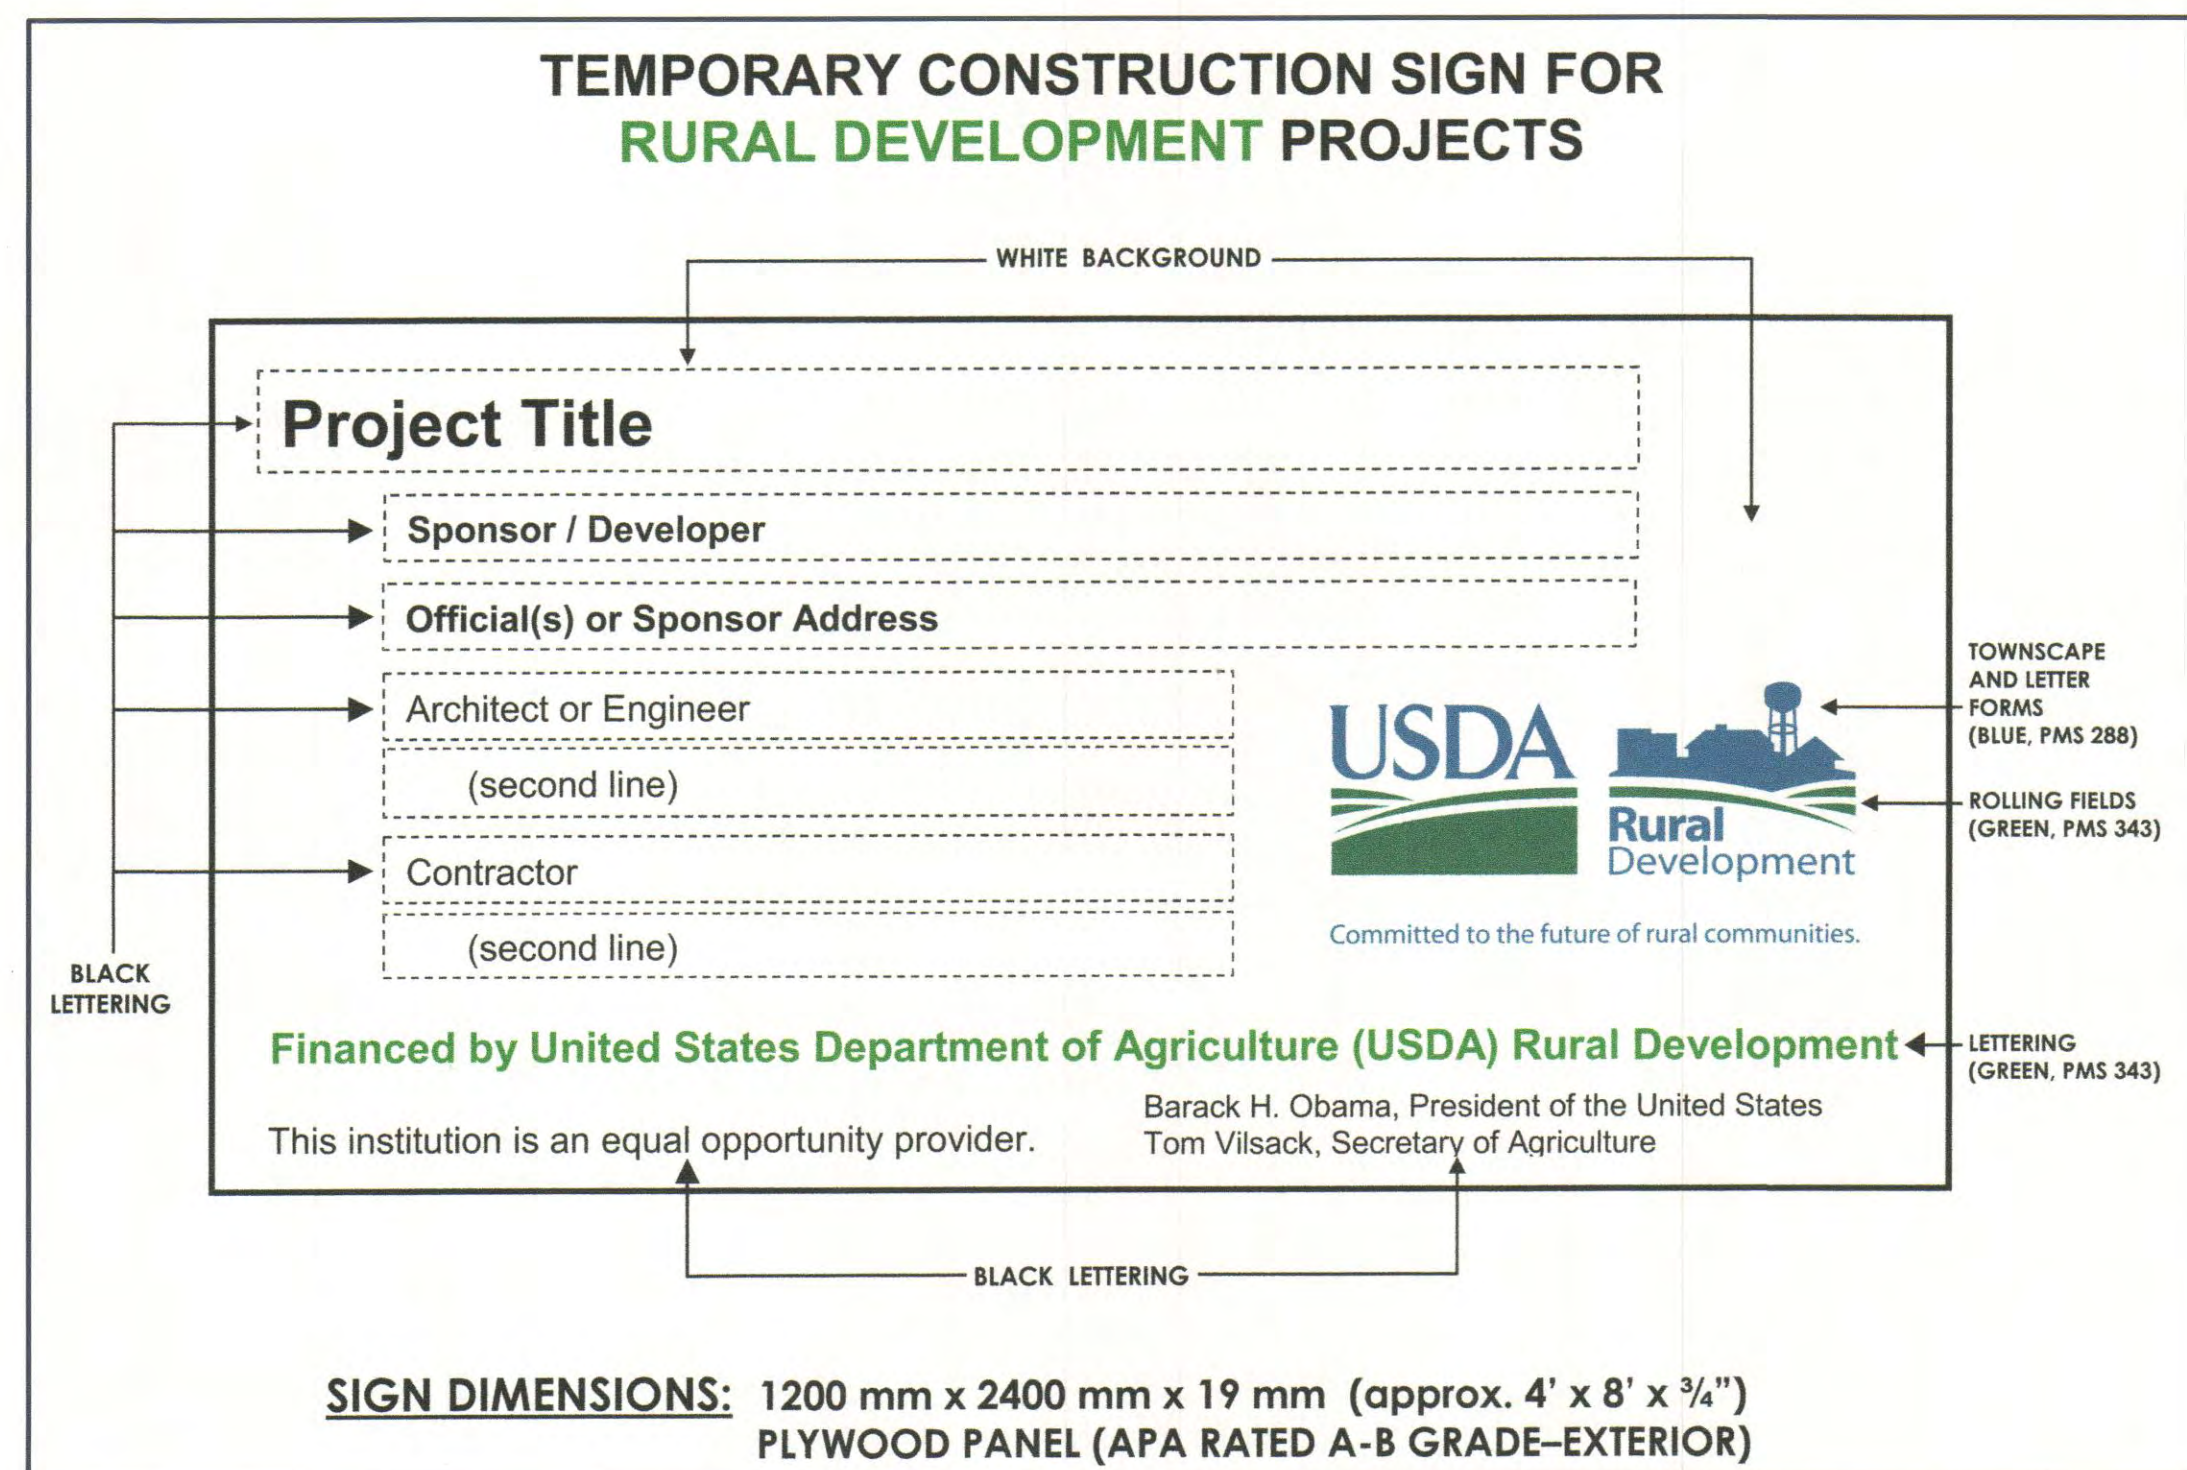 TEMPORARY CONSTRUCTION SIGN FOR
RURAL DEVELOPMENT PROJECTS
WHITE BACKGROUND
Project Title
Sponsor / Developer
Official(s) or Sponsor Address
Architect or Engineer
(second line)
Contractor
(second line)
BLACK
LETTERING
USDA
Rural
Development
Committed to the future of rural communities.
TOWNSCAPE
AND LETTER
FORMS
(BLUE, PMS 288)
ROLLING FIELDS
(GREEN, PMS 343)
Financed by United States Department of Agriculture (USDA) Rural Development
LETTERING
(GREEN, PMS 343)
This institution is an equal opportunity provider.
Barack H. Obama, President of the United States
Tom Vilsack, Secretary of Agriculture
BLACK LETTERING
SIGN DIMENSIONS: 1200 mm x 2400 mm x 19 mm (approx. 4’ x 8’ x ¾”)
PLYWOOD PANEL (APA RATED A-B GRADE–EXTERIOR)